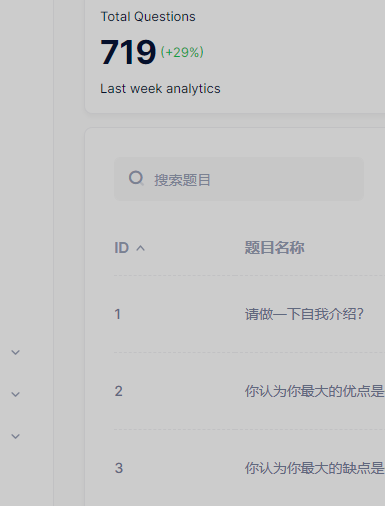 Total Questions
719 (+29%)
Last week analytics
搜索题目
ID 题目名称
1 请做一下自我介绍？
2 你认为你最大的优点是
3 你认为你最大的缺点是